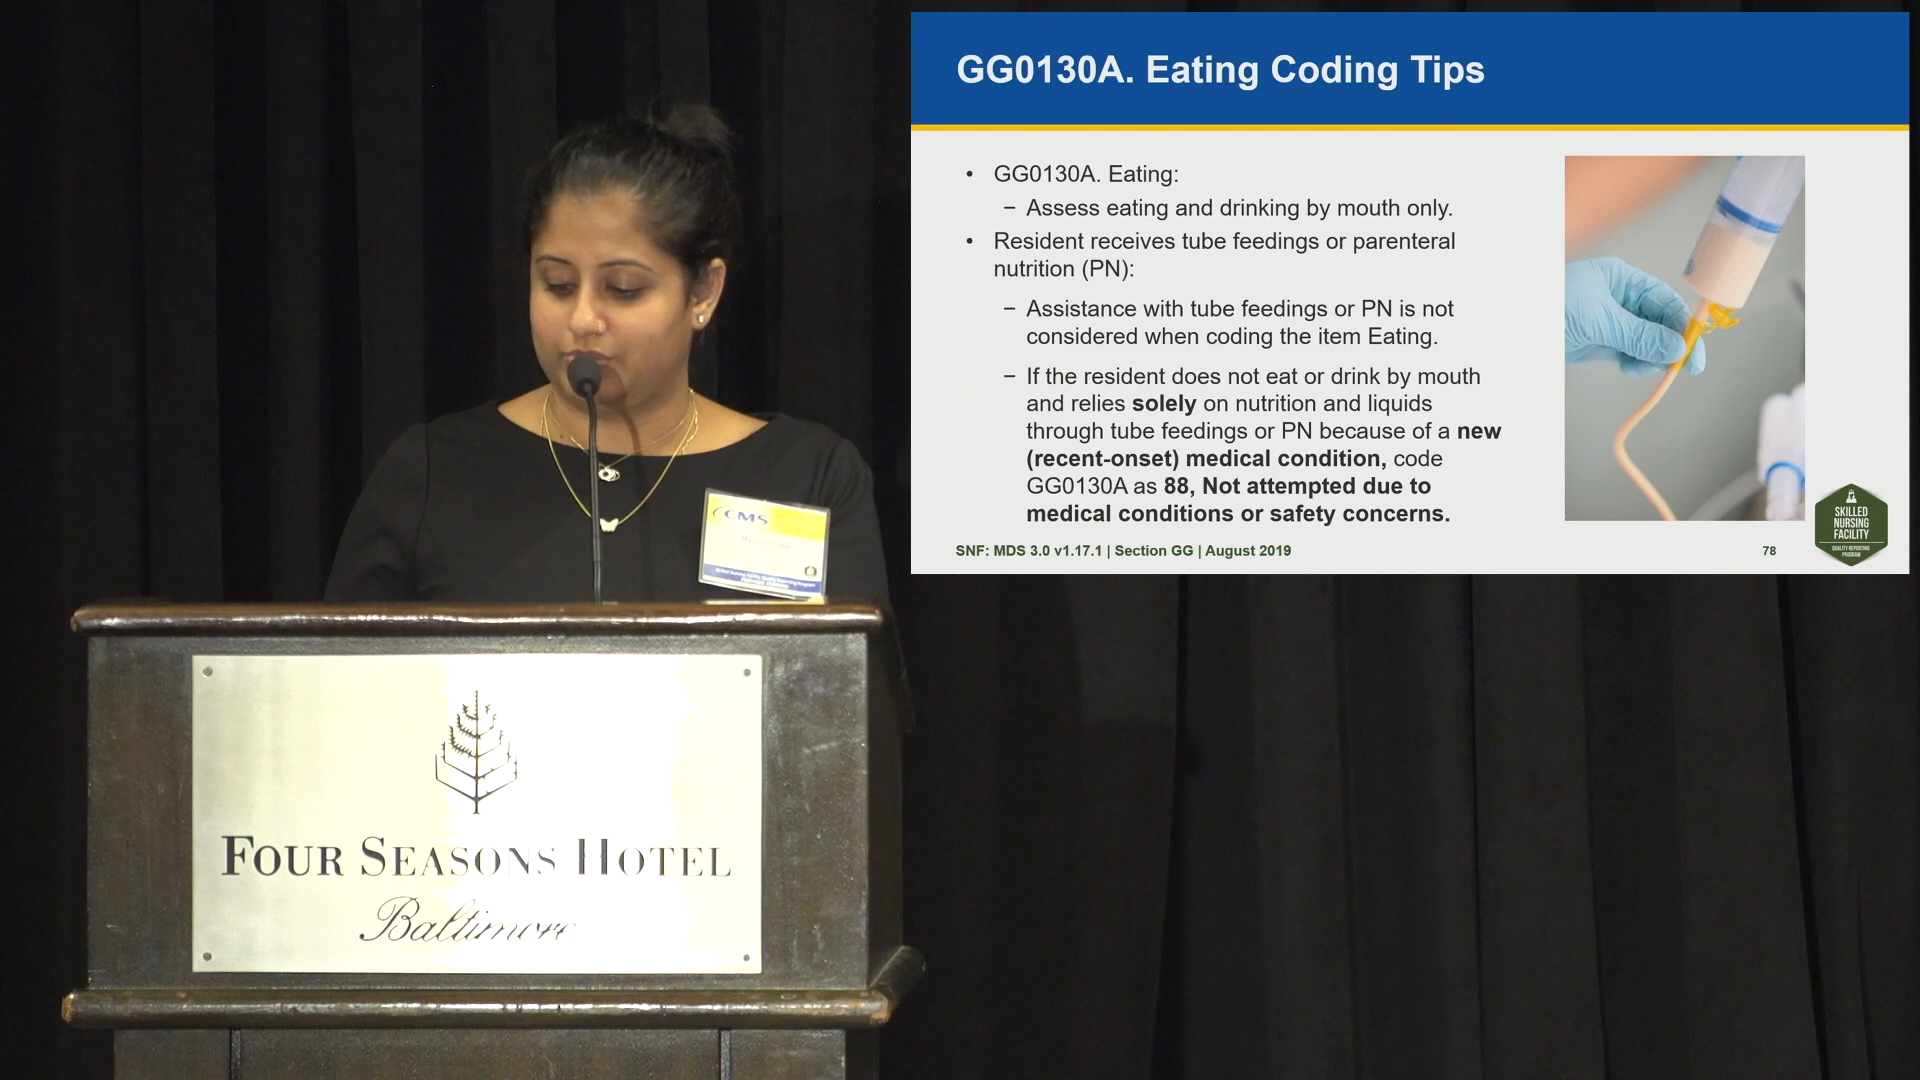 GG0130A. Eating Coding Tips
• GG0130A. Eating:
– Assess eating and drinking by mouth only.
• Resident receives tube feedings or parenteral
nutrition (PN):
– Assistance with tube feedings or PN is not
considered when coding the item Eating.
– If the resident does not eat or drink by mouth
and relies solely on nutrition and liquids
through tube feedings or PN because of a new
(recent-onset) medical condition, code
GG0130A as 88, Not attempted due to
medical conditions or safety concerns.
SNF: MDS 3.0 v1.17.1 | Section GG | August 2019
78
SKILLED
NURSING
FACILITY
QUALITY REPORTING
PROGRAM
CMS
FOUR SEASONS HOTEL
Baltimore